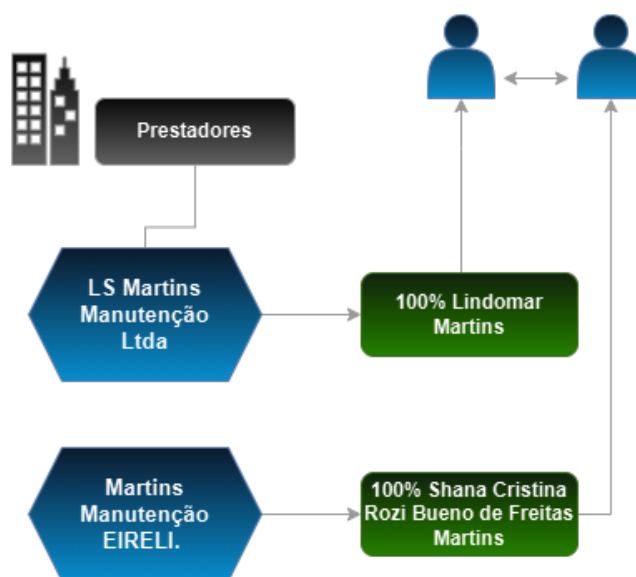 Prestadores
LS Martins
Manutenção
Ltda
100% Lindomar
Martins
Martins
Manutenção
EIRELI.
100% Shana Cristina
Rozi Bueno de Freitas
Martins